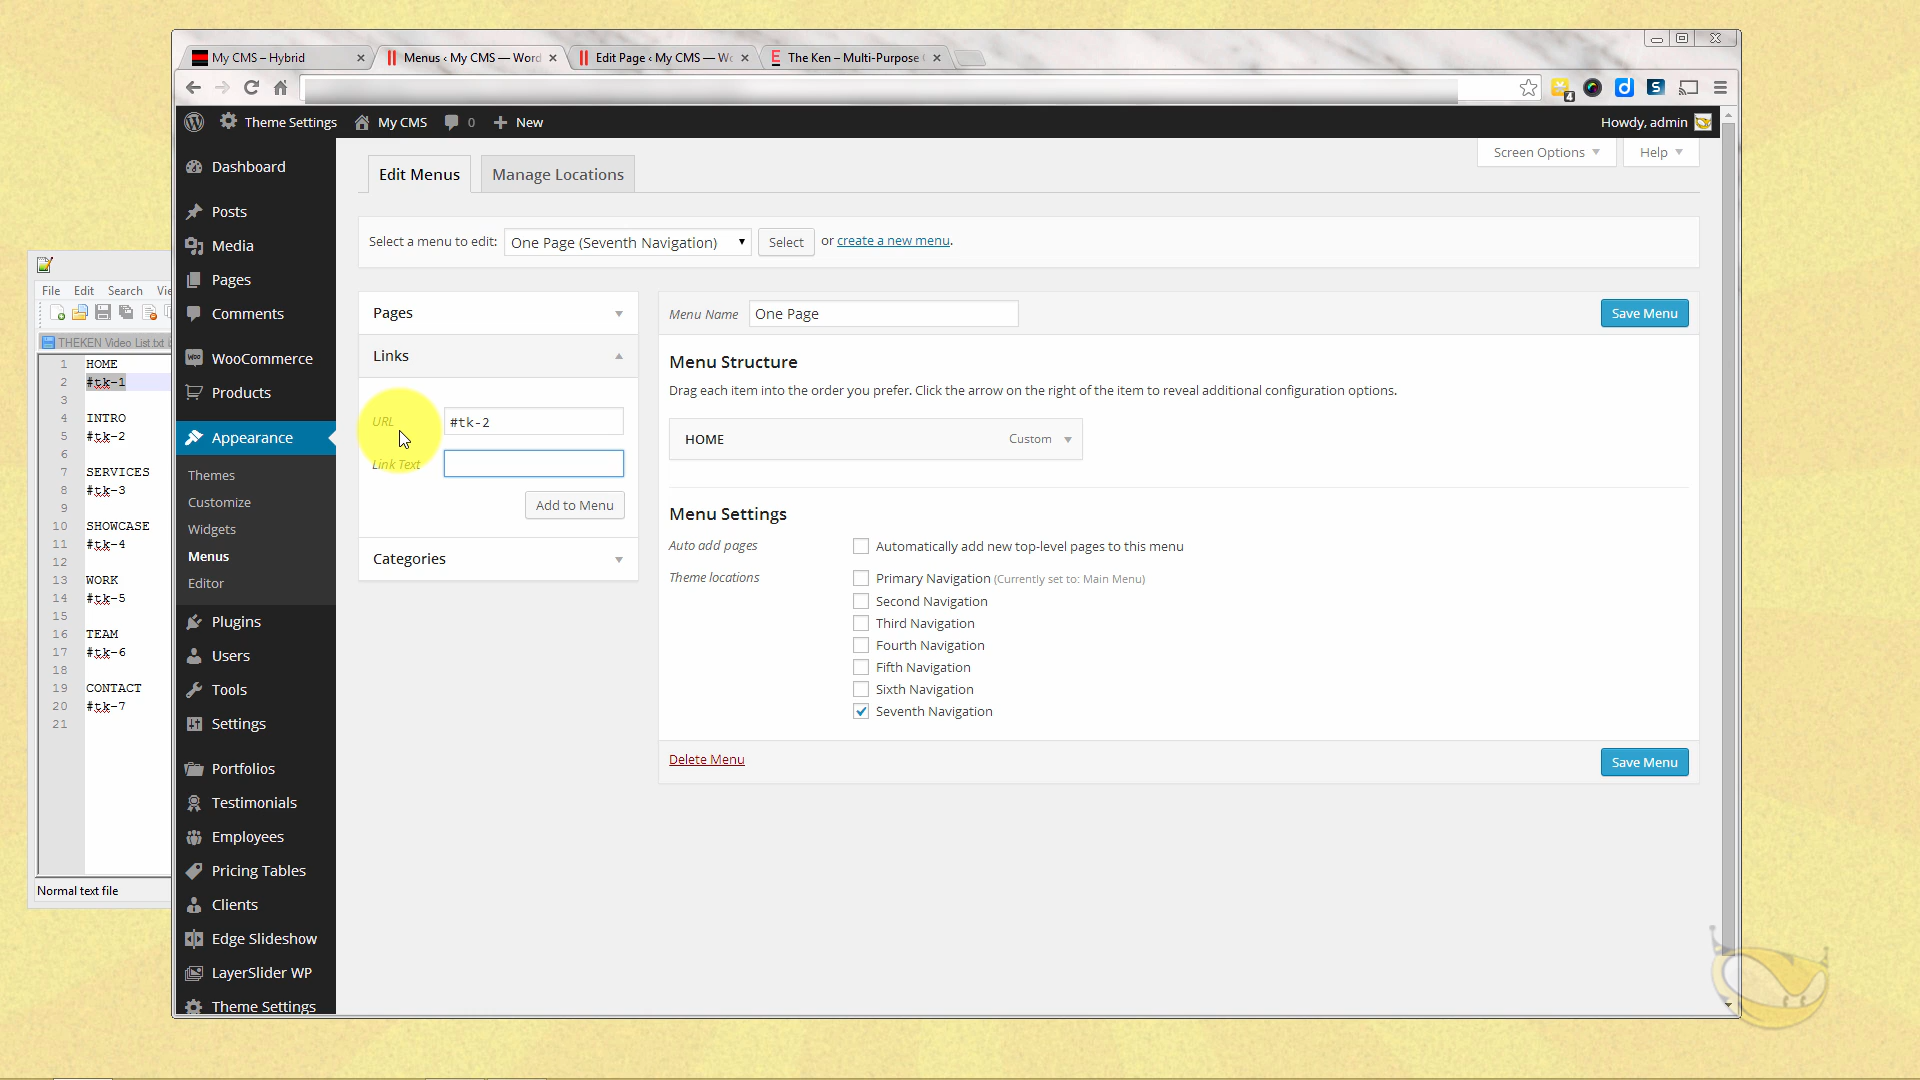 My CMS – Hybrid
Menus ‹ My CMS — Word
Edit Page ‹ My CMS — Wo
The Ken – Multi-Purpose
4
Theme Settings
My CMS
0
New
Howdy, admin
Dashboard
Posts
Media
Pages
Comments
WooCommerce
Products
Appearance
Themes
Customize
Widgets
Menus
Editor
Plugins
Users
Tools
Settings
Portfolios
Testimonials
Employees
Pricing Tables
Clients
Edge Slideshow
LayerSlider WP
Theme Settings
Screen Options
Help
Edit Menus
Manage Locations
Select a menu to edit: One Page (Seventh Navigation) Select or create a new menu.
Pages
Links
URL #tk-2
Link Text
Add to Menu
Categories
Menu Name One Page
Save Menu
Menu Structure
Drag each item into the order you prefer. Click the arrow on the right of the item to reveal additional configuration options.
HOME Custom
Menu Settings
Auto add pages
Automatically add new top-level pages to this menu
Theme locations
Primary Navigation (Currently set to: Main Menu)
Second Navigation
Third Navigation
Fourth Navigation
Fifth Navigation
Sixth Navigation
Seventh Navigation
Delete Menu
Save Menu
File Edit Search Vie
THEKEN Video List.txt
1 HOME
2 #tk-1
3
4 INTRO
5 #tk-2
6
7 SERVICES
8 #tk-3
9
10 SHOWCASE
11 #tk-4
12
13 WORK
14 #tk-5
15
16 TEAM
17 #tk-6
18
19 CONTACT
20 #tk-7
21
Normal text file